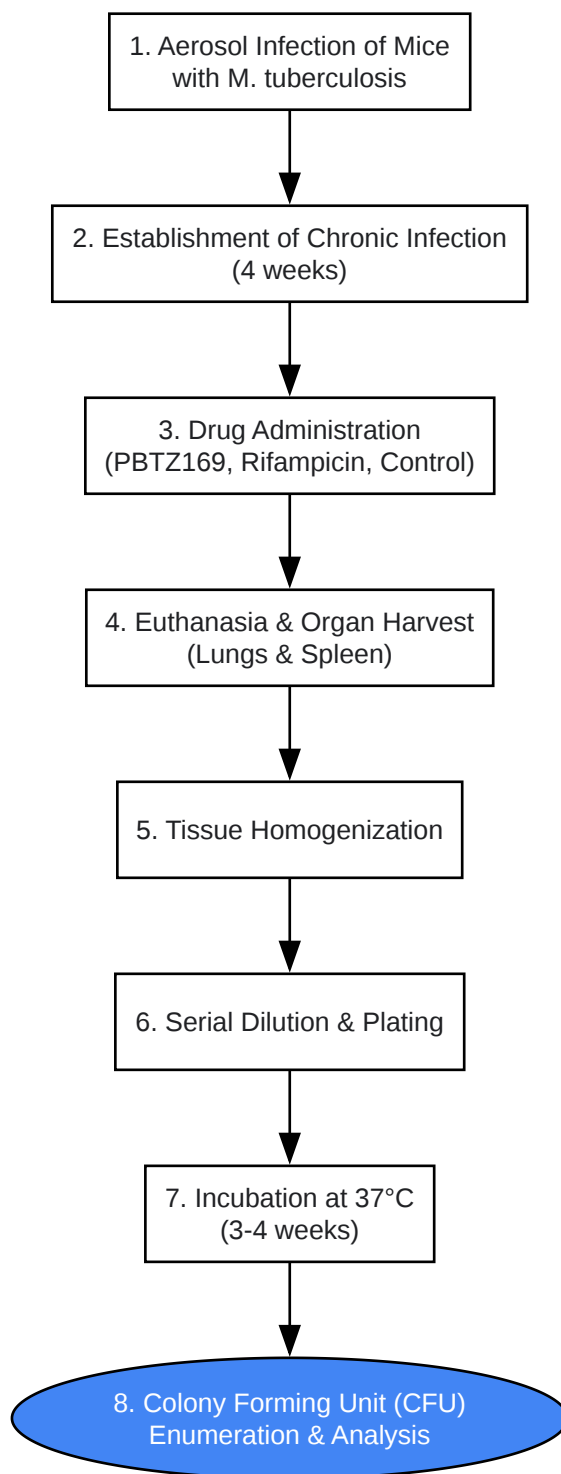 1. Aerosol Infection of Mice
with M. tuberculosis
2. Establishment of Chronic Infection
(4 weeks)
3. Drug Administration
(PBTZ169, Rifampicin, Control)
4. Euthanasia & Organ Harvest
(Lungs & Spleen)
5. Tissue Homogenization
6. Serial Dilution & Plating
7. Incubation at 37°C
(3-4 weeks)
8. Colony Forming Unit (CFU)
Enumeration & Analysis